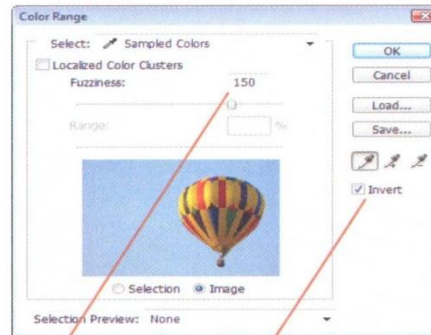 Color Range
Select: Sampled Colors
OK
Localized Color Clusters
Cancel
Fuzziness: 150
Load...
Range: %
Save...
Invert
Selection Image
Selection Preview: None